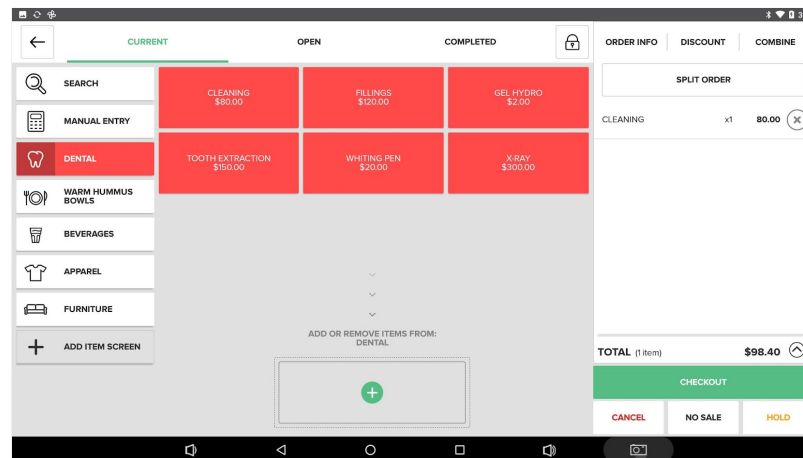 CURRENT
OPEN
COMPLETED
ORDER INFO
DISCOUNT
COMBINE
SEARCH
MANUAL ENTRY
DENTAL
WARM HUMMUS
BOWLS
BEVERAGES
APPAREL
FURNITURE
ADD ITEM SCREEN
CLEANING
$80.00
FILLINGS
$120.00
GEL HYDRO
$2.00
TOOTH EXTRACTION
$150.00
WHITING PEN
$20.00
X-RAY
$300.00
ADD OR REMOVE ITEMS FROM:
DENTAL
SPLIT ORDER
CLEANING x1 80.00
TOTAL (1 item) $98.40
CHECKOUT
CANCEL
NO SALE
HOLD